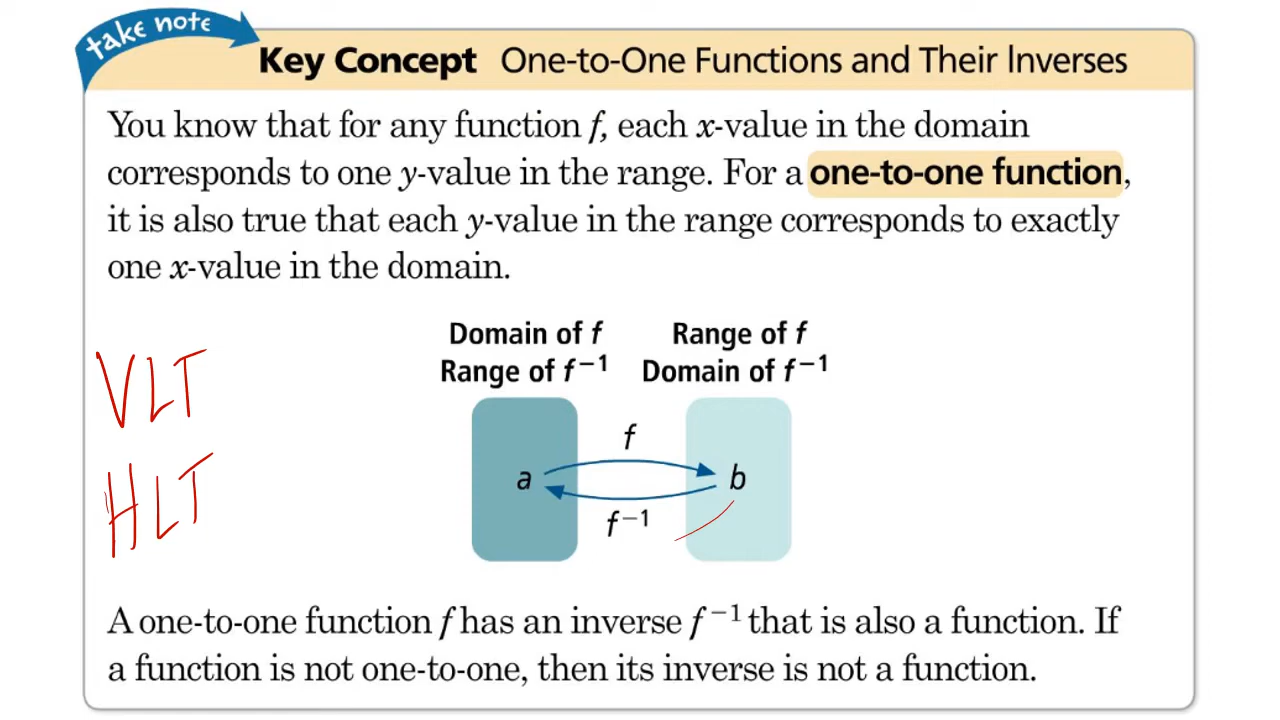 take note
Key Concept One-to-One Functions and Their Inverses
You know that for any function f, each x-value in the domain
corresponds to one y-value in the range. For a one-to-one function,
it is also true that each y-value in the range corresponds to exactly
one x-value in the domain.
VLT
HLT
Domain of f
Range of f⁻¹
Range of f
Domain of f⁻¹
f
a
b
f⁻¹
A one-to-one function f has an inverse f⁻¹ that is also a function. If
a function is not one-to-one, then its inverse is not a function.